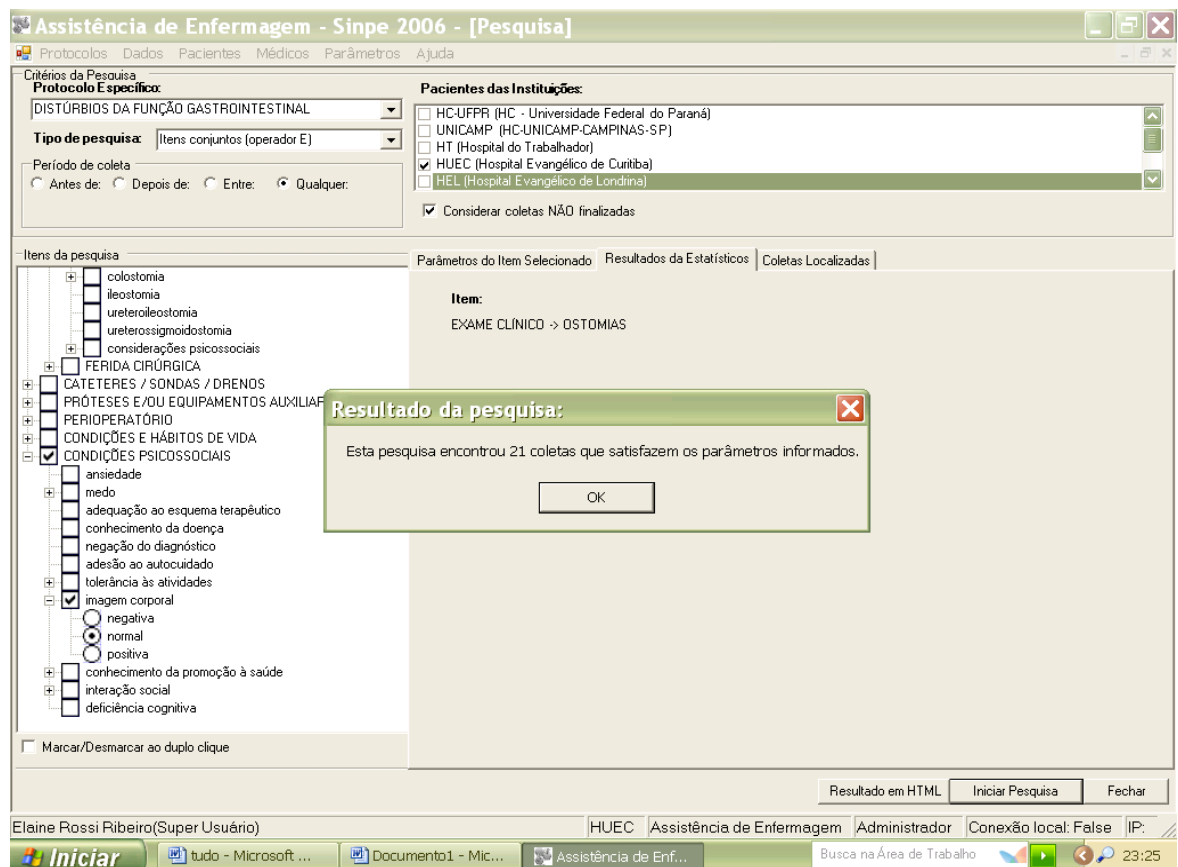 Assistência de Enfermagem - Sinpe 2006 - [Pesquisa]
Protocolos Dados Pacientes Médicos Parâmetros Ajuda
Critérios da Pesquisa
Protocolo Específico:
DISTÚRBIOS DA FUNÇÃO GASTROINTESTINAL
Tipo de pesquisa: Itens conjuntos (operador E)
Período de coleta
Antes de: Depois de: Entre: Qualquer:
Pacientes das Instituições:
HC-UFPR (HC - Universidade Federal do Paraná)
UNICAMP (HC-UNICAMP-CAMPINAS-SP)
HT (Hospital do Trabalhador)
HUEC (Hospital Evangélico de Curitiba)
HEL (Hospital Evangélico de Londrina)
Considerar coletas NÃO finalizadas
Itens da pesquisa
colostomia
ileostomia
ureteroileostomia
ureterossigmoidostomia
considerações psicossociais
FERIDA CIRÚRGICA
CATETERES / SONDAS / DRENOS
PRÓTESES E/OU EQUIPAMENTOS AUXILIAF
PERIOPERATÓRIO
CONDIÇÕES E HÁBITOS DE VIDA
CONDIÇÕES PSICOSSOCIAIS
ansiedade
medo
adequação ao esquema terapêutico
conhecimento da doença
negação do diagnóstico
adesão ao autocuidado
tolerância às atividades
imagem corporal
negativa
normal
positiva
conhecimento da promoção à saúde
interação social
deficiência cognitiva
Marcar/Desmarcar ao duplo clique
Parâmetros do Item Selecionado Resultados da Estatísticos Coletas Localizadas
Item:
EXAME CLÍNICO -> OSTOMIAS
Resultado da pesquisa:
Esta pesquisa encontrou 21 coletas que satisfazem os parâmetros informados.
OK
Resultado em HTML Iniciar Pesquisa Fechar
Elaine Rossi Ribeiro(Super Usuário) HUEC Assistência de Enfermagem Administrador Conexão local: False IP:
Iniciar tudo - Microsoft ... Documento1 - Mic... Assistência de Enf... Busca na Área de Trabalho 23:25